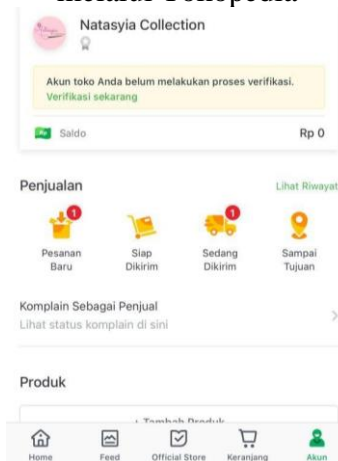 melalui Tokopedia
Natasyia Collection
Akun toko Anda belum melakukan proses verifikasi.
Verifikasi sekarang
Saldo
Rp 0
Penjualan
Lihat Riwayat
1
1
Pesanan Baru
Siap Dikirim
Sedang Dikirim
Sampai Tujuan
Komplain Sebagai Penjual
Lihat status komplain di sini
Produk
+ Tambah Produk
Home
Feed
Official Store
Keranjang
Akun